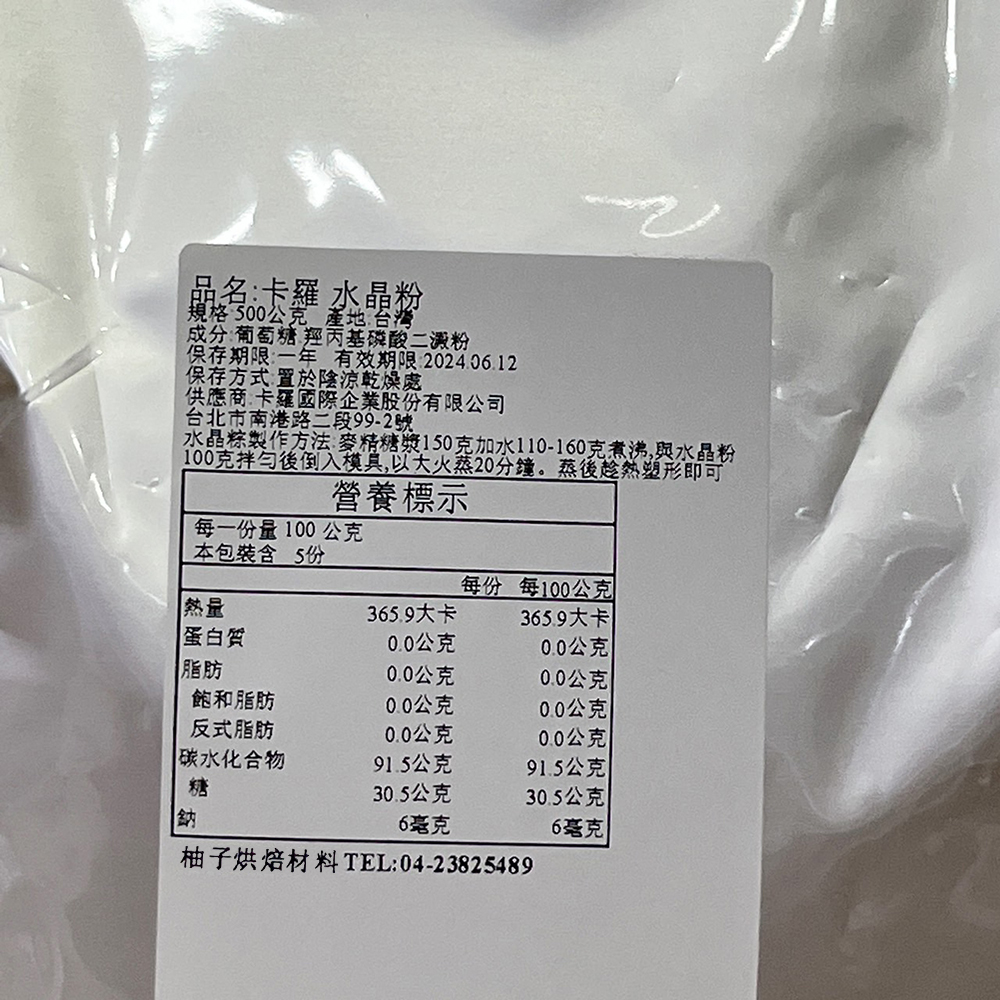 品名:卡羅 水晶粉
規格:500公克 產地:台灣
成分:葡萄糖.羥丙基磷酸二澱粉
保存期限:一年 有效期限:2024.06.12
保存方式:置於陰涼乾燥處
供應商:卡羅國際企業股份有限公司
台北市南港路二段99-2號
水晶粽製作方法:麥精糖漿150克加水110-160克煮沸,與水晶粉
100克拌勻後倒入模具,以大火蒸20分鐘。蒸後趁熱塑形即可
營養標示
每一份量 100 公克
本包裝含 5份
每份 每100公克
熱量 365.9大卡 365.9大卡
蛋白質 0.0公克 0.0公克
脂肪 0.0公克 0.0公克
飽和脂肪 0.0公克 0.0公克
反式脂肪 0.0公克 0.0公克
碳水化合物 91.5公克 91.5公克
糖 30.5公克 30.5公克
鈉 6毫克 6毫克
柚子烘焙材料 TEL:04-23825489